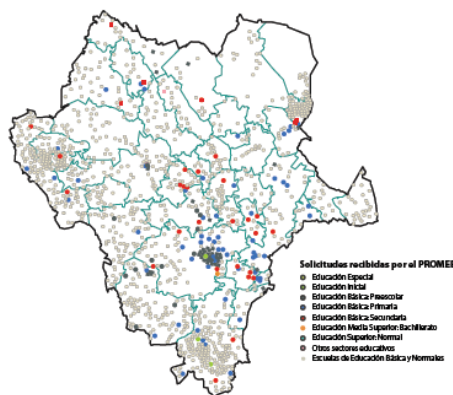 Solicitudes recibidas por el PROMEE
Educación Especial
Educación Inicial
Educación Básica: Preescolar
Educación Básica: Primaria
Educación Básica: Secundaria
Educación Media Superior: Bachillerato
Educación Superior: Normal
Otros sectores educativos
Escuelas de Educación Básica y Normales